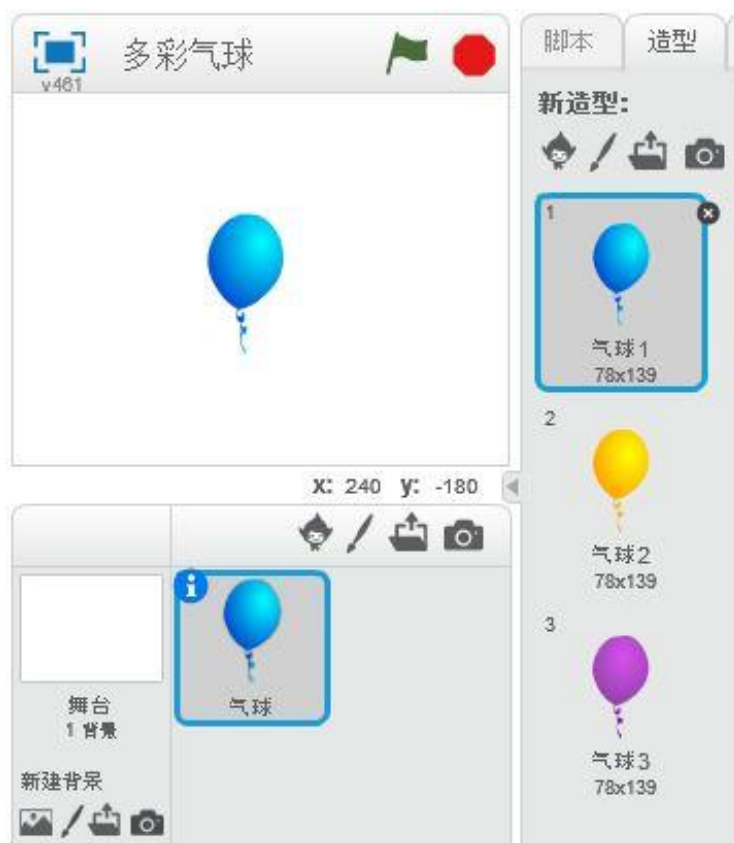 多彩气球
v461
脚本
造型
新造型:
1
气球1
78x139
2
气球2
78x139
3
气球3
78x139
x: 240 y: -180
舞台
1 背景
气球
新建背景